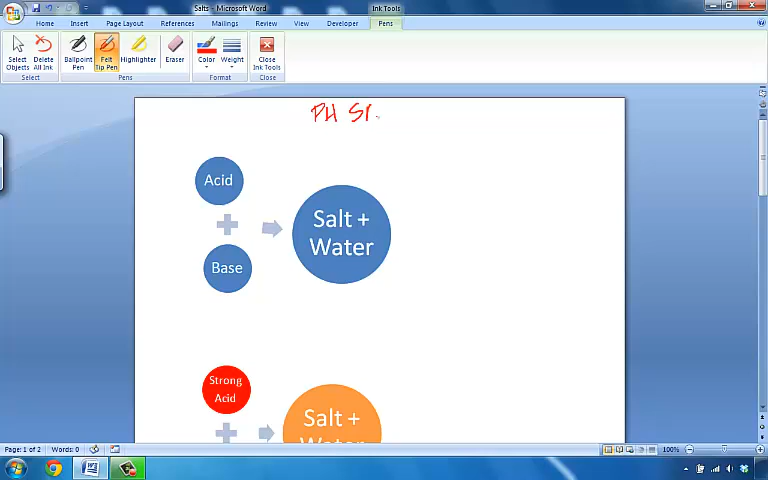 Salts - Microsoft Word
Ink Tools
Home Insert Page Layout References Mailings Review View Developer Pens
Select Objects
Delete All Ink
Ballpoint Pen
Felt Tip Pen
Highlighter
Eraser
Color
Weight
Close Ink Tools
Select Pens Format Close
PH
Acid
Salt + Water
Base
Strong Acid
Salt + Water
Page: 1 of 2 Words: 0 100%